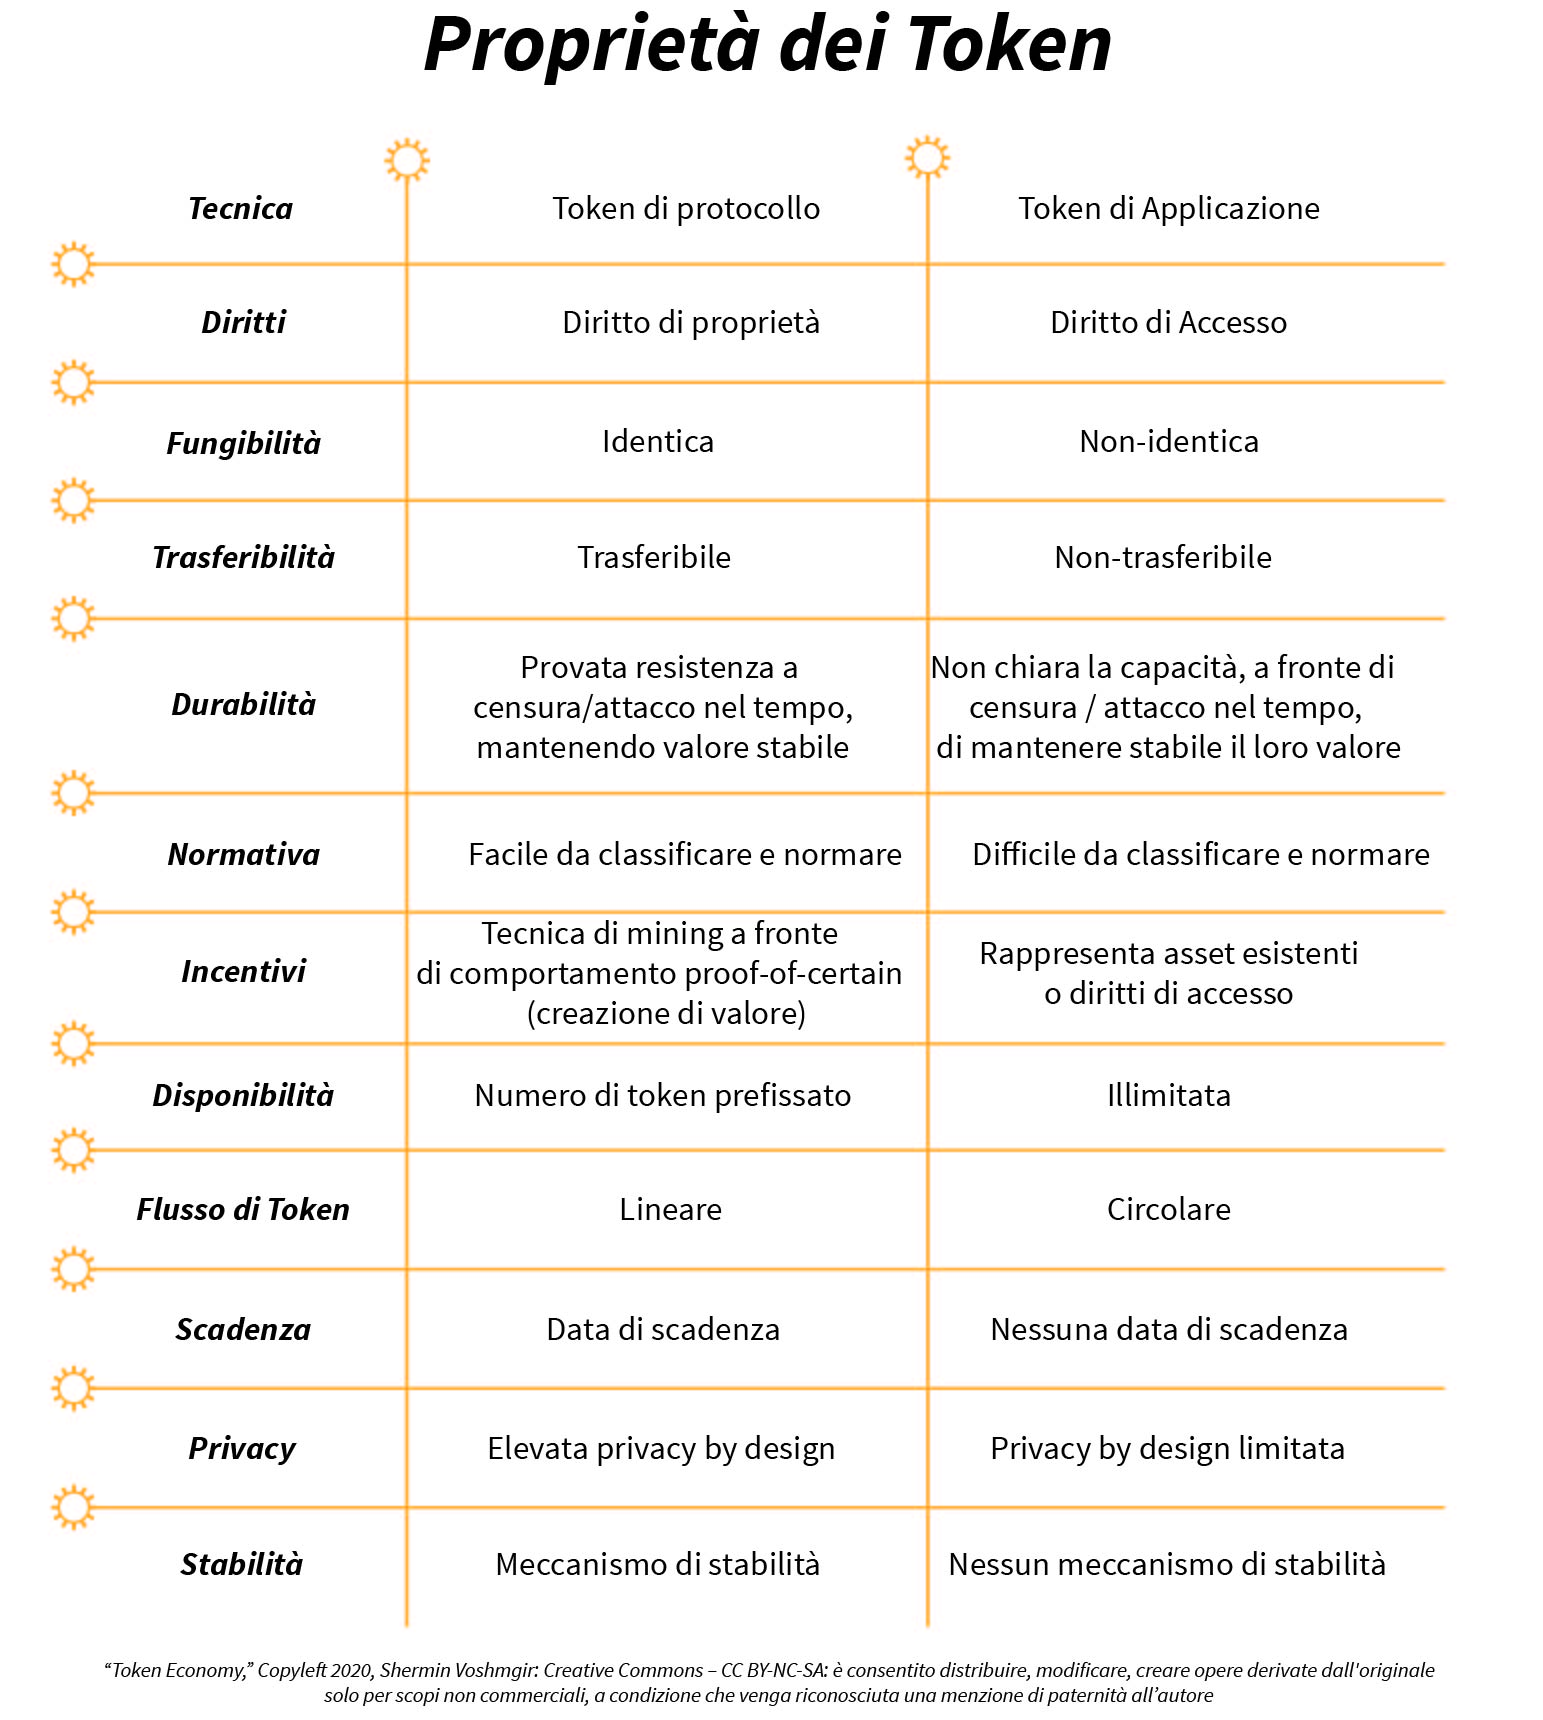 Proprietà dei Token
Tecnica
Token di protocollo
Token di Applicazione
Diritti
Diritto di proprietà
Diritto di Accesso
Fungibilità
Identica
Non-identica
Trasferibilità
Trasferibile
Non-trasferibile
Durabilità
Provata resistenza a
censura/attacco nel tempo,
mantenendo valore stabile
Non chiara la capacità, a fronte di
censura / attacco nel tempo,
di mantenere stabile il loro valore
Normativa
Facile da classificare e normare
Difficile da classificare e normare
Incentivi
Tecnica di mining a fronte
di comportamento proof-of-certain
(creazione di valore)
Rappresenta asset esistenti
o diritti di accesso
Disponibilità
Numero di token prefissato
Illimitata
Flusso di Token
Lineare
Circolare
Scadenza
Data di scadenza
Nessuna data di scadenza
Privacy
Elevata privacy by design
Privacy by design limitata
Stabilità
Meccanismo di stabilità
Nessun meccanismo di stabilità
“Token Economy,” Copyleft 2020, Shermin Voshmgir: Creative Commons – CC BY-NC-SA: è consentito distribuire, modificare, creare opere derivate dall'originale
solo per scopi non commerciali, a condizione che venga riconosciuta una menzione di paternità all’autore